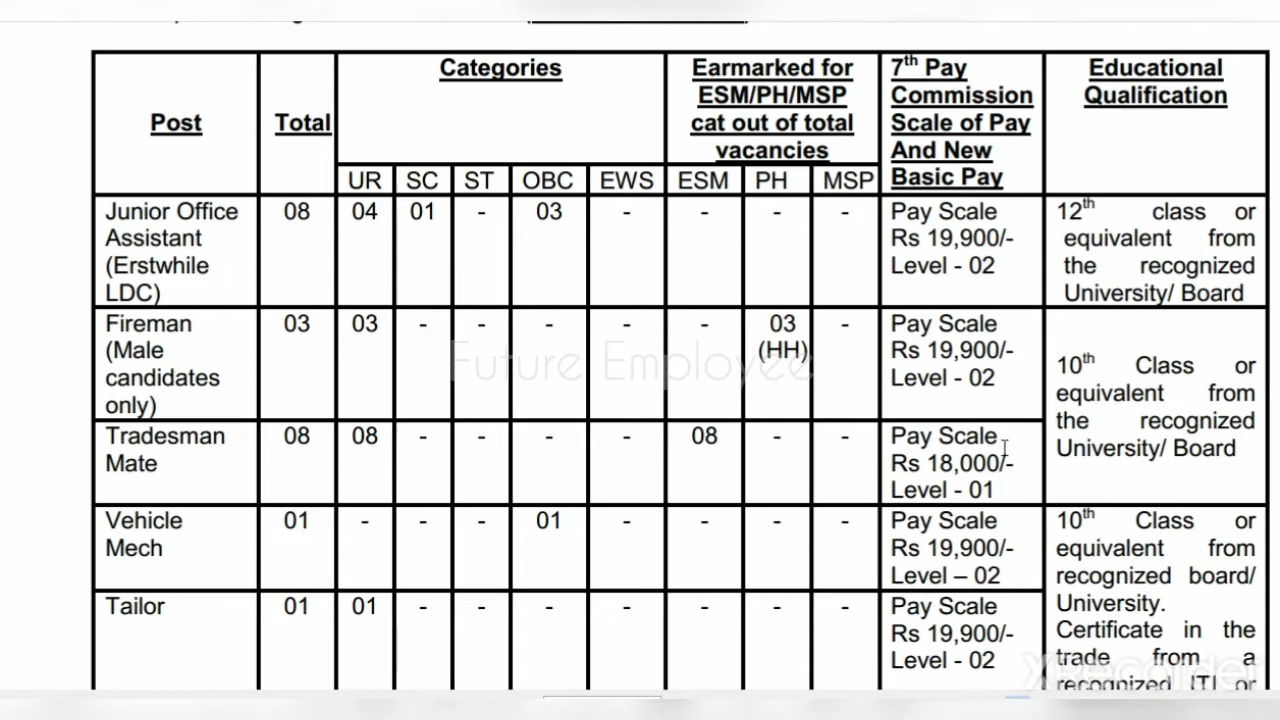 Post
Total
Categories
Earmarked for
ESM/PH/MSP
cat out of total
vacancies
7th Pay
Commission
Scale of Pay
And New
Basic Pay
Educational
Qualification
UR SC ST OBC EWS ESM PH MSP
Junior Office
Assistant
(Erstwhile
LDC)
08 04 01 - 03 - - - -
Pay Scale
Rs 19,900/-
Level - 02
12th class or
equivalent from
the recognized
University/ Board
Fireman
(Male
candidates
only)
03 03 - - - - - 03 -
(HH)
Pay Scale
Rs 19,900/-
Level - 02
10th Class or
equivalent from
the recognized
University/ Board
Tradesman
Mate
08 08 - - - - 08 - -
Pay Scale
Rs 18,000/-
Level - 01
Vehicle
Mech
01 - - - 01 - - - -
Pay Scale
Rs 19,900/-
Level – 02
10th Class or
equivalent from
recognized board/
University.
Certificate in the
trade from a
recognized ITI or
Tailor
01 01 - - - - - - -
Pay Scale
Rs 19,900/-
Level - 02
Future Employee
XRecorder